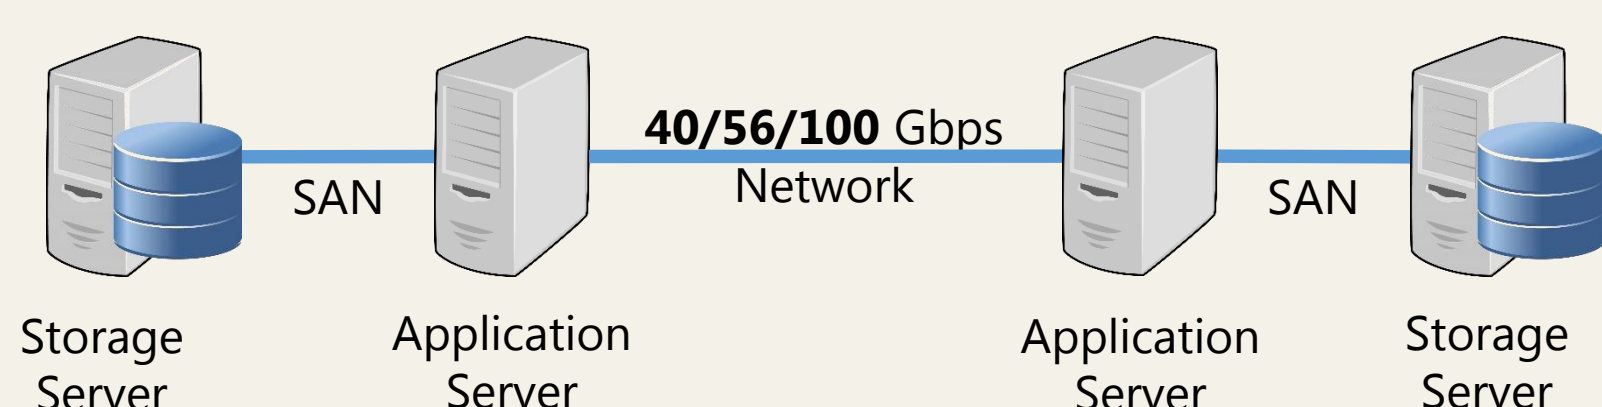 40/56/100 Gbps
Network
SAN
SAN
Storage
Server
Application
Server
Application
Server
Storage
Server